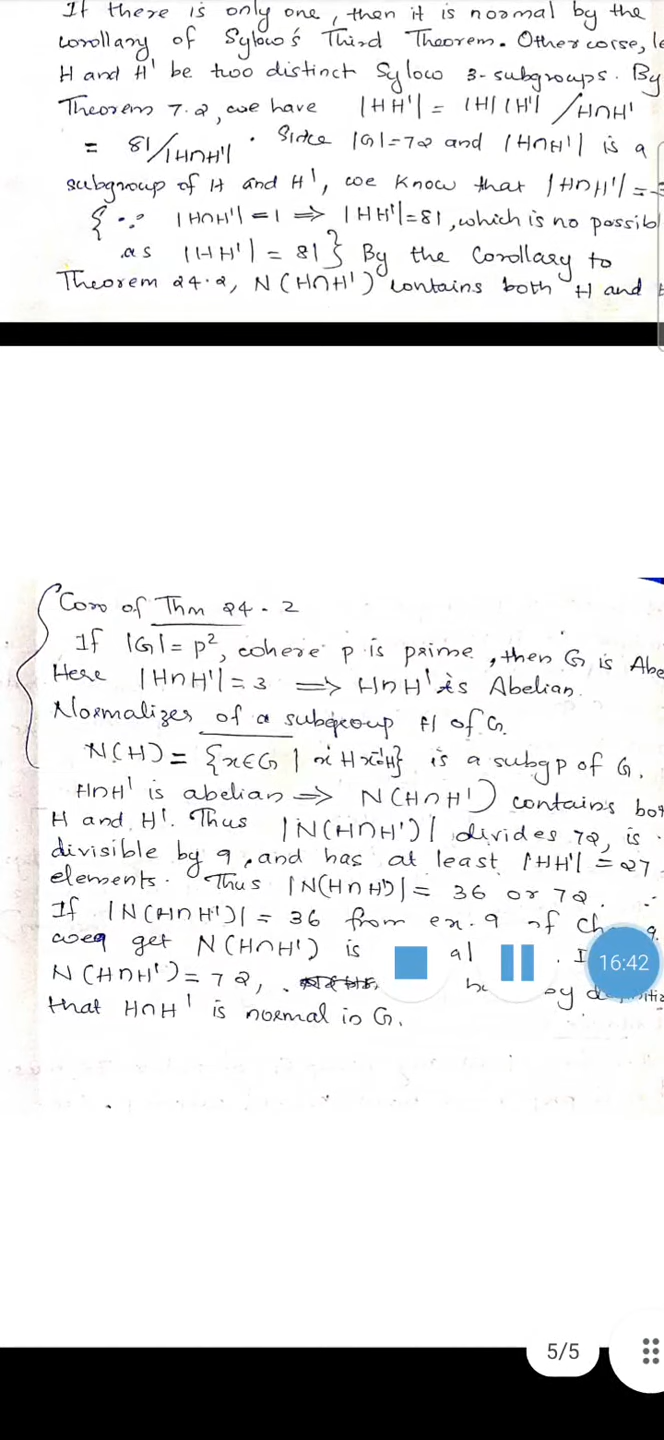 If there is only one, then it is normal by the
corollary of Sylow's Third Theorem. Othercorse, le
H and H' be two distinct Sylow 3-subgroups. By
Theorem 7.2, we have |HH'| = |H||H'| /H∩H'
= 81/|H∩H'| . Since |G|=72 and |H∩H'| is a
subgroup of H and H', we know that |H∩H'|=
{ ∵ |H∩H'|=1 ⟹ |HH'|=81, which is no possibl
as |HH'| = 81} By the Corollary to
Theorem 24.2, N(H∩H') contains both H and
Coro of Thm 24.2
If |G|= p², where p is prime, then G is Abe
Here |H∩H'|=3 ⟹ H∩H' is Abelian.
Normalizer of a subgroup H of G.
N(H) = {x∈G | x H x⁻¹=H} is a subgp of G.
H∩H' is abelian ⟹ N(H∩H') contains bot
H and H'. Thus |N(H∩H')| divides 72, is
divisible by 9, and has at least |HH'| = 27
elements. Thus |N(H∩H')|= 36 or 72.
If |N(H∩H')|= 36 from ex. 9 of ch 9.
we get N(H∩H') is al . I
16:42
N(H∩H')=72, by
that H∩H' is normal in G.
5/5